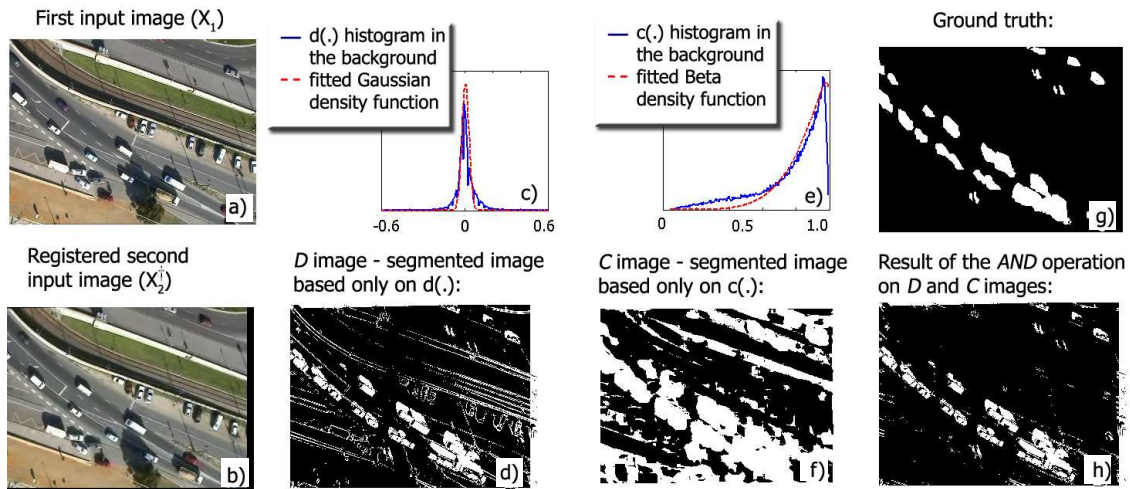 First input image (X1)
a)
d(.) histogram in
the background
fitted Gaussian
density function
c)
-0.6 0 0.6
c(.) histogram in
the background
fitted Beta
density function
e)
0 0.5 1.0
Ground truth:
g)
Registered second
input image (X2†)
b)
D image - segmented image
based only on d(.):
d)
C image - segmented image
based only on c(.):
f)
Result of the AND operation
on D and C images:
h)